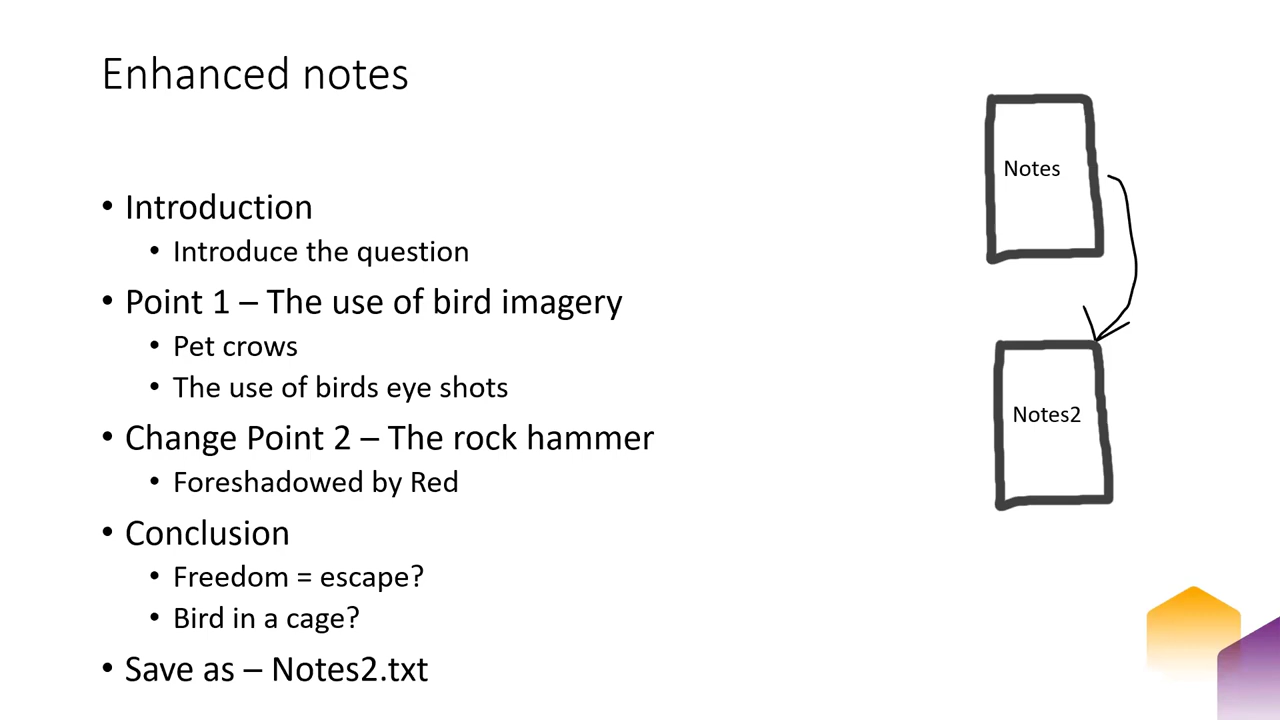 Enhanced notes
• Introduction
• Introduce the question
• Point 1 – The use of bird imagery
• Pet crows
• The use of birds eye shots
• Change Point 2 – The rock hammer
• Foreshadowed by Red
• Conclusion
• Freedom = escape?
• Bird in a cage?
• Save as – Notes2.txt
Notes
Notes2